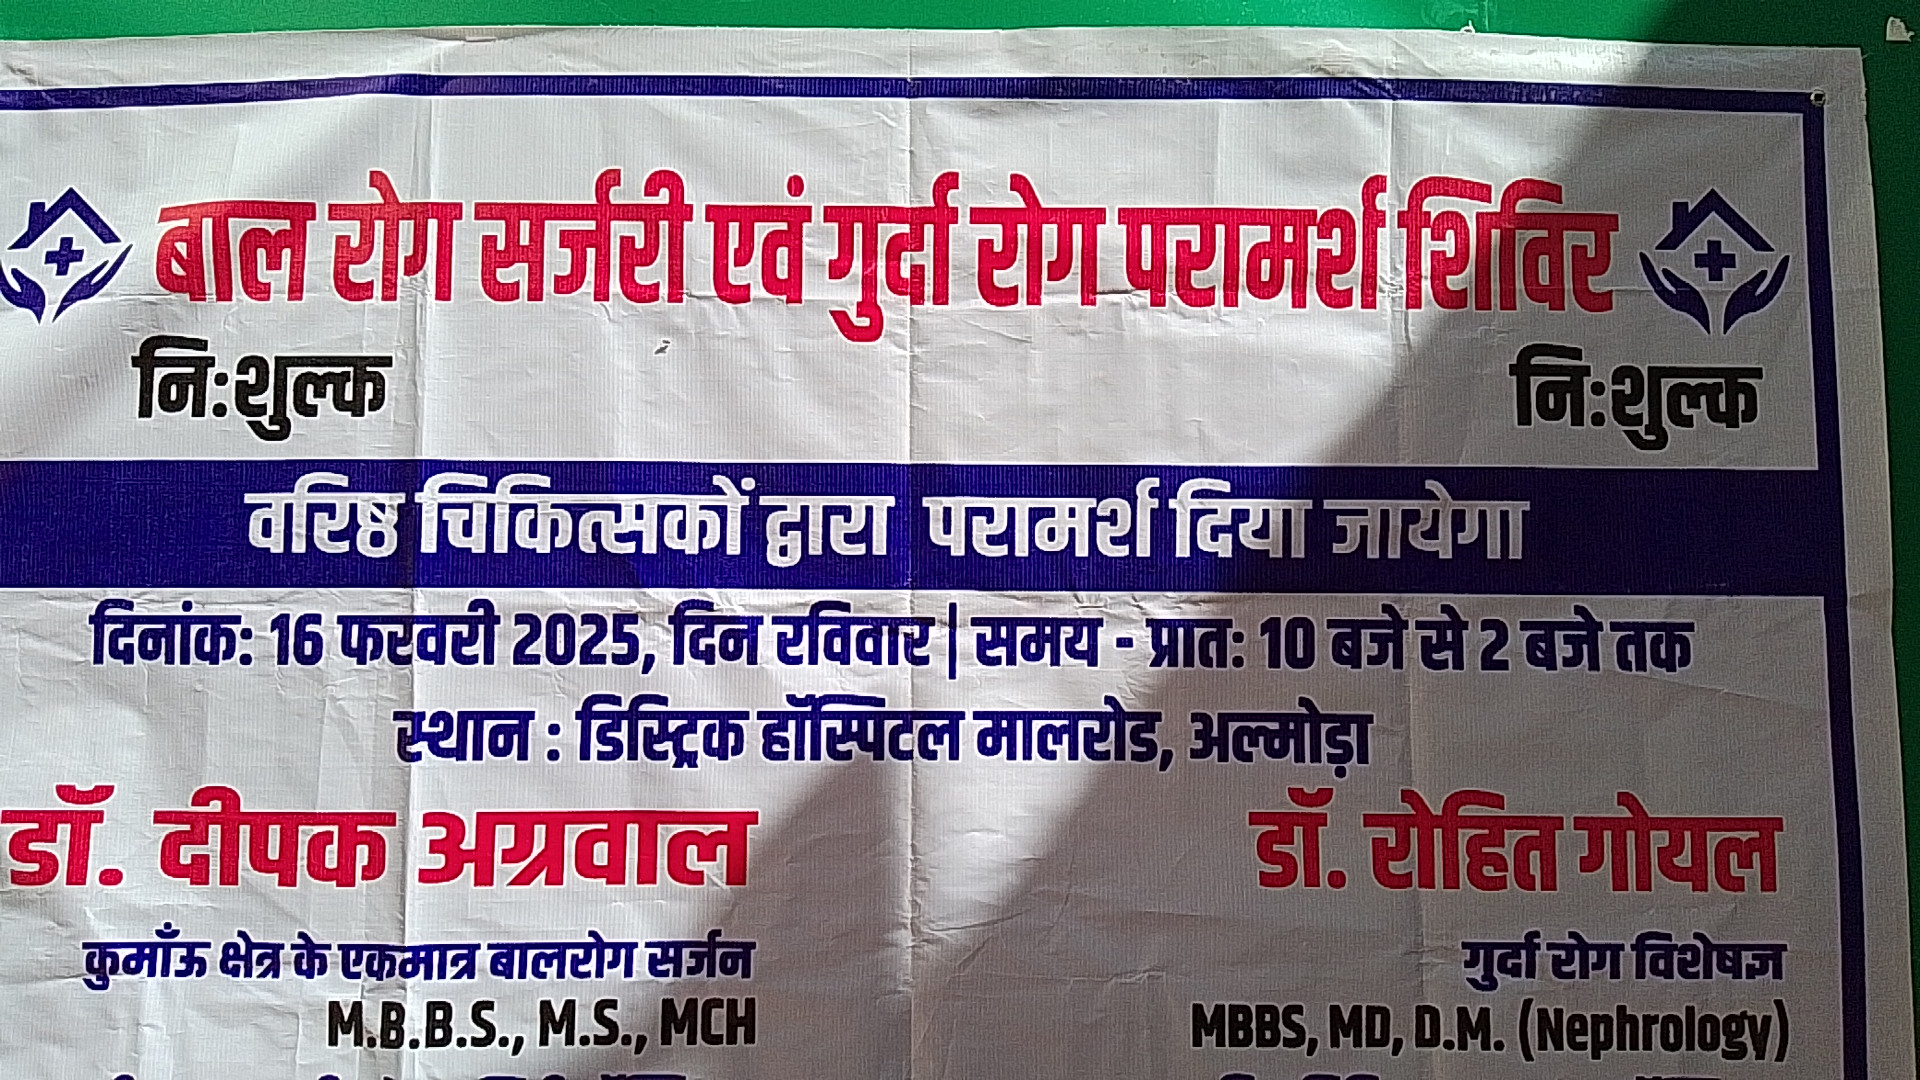 बाल रोग सर्जरी एवं गुर्दा रोग परामर्श शिविर
नि:शुल्क नि:शुल्क
वरिष्ठ चिकित्सकों द्वारा परामर्श दिया जायेगा
दिनांक: 16 फरवरी 2025, दिन रविवार | समय - प्रात: 10 बजे से 2 बजे तक
स्थान : डिस्ट्रिक हॉस्पिटल मालरोड, अल्मोड़ा
डॉ. दीपक अग्रवाल डॉ. रोहित गोयल
कुमाँऊ क्षेत्र के एकमात्र बालरोग सर्जन गुर्दा रोग विशेषज्ञ
M.B.B.S., M.S., MCH MBBS, MD, D.M. (Nephrology)